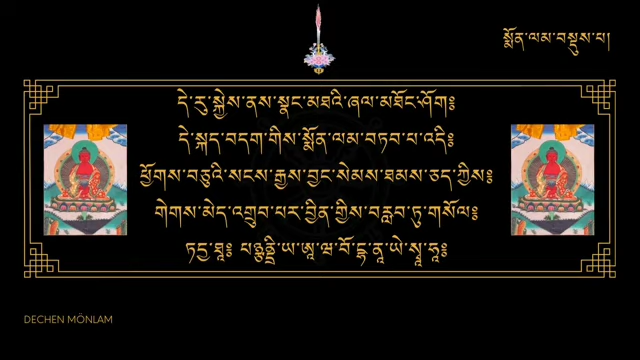 སྨོན་ལམ་བསྡུས་པ།
དེ་རུ་སྐྱེས་ནས་སྣང་མཐའི་ཞལ་མཐོང་ཤོག༔
དེ་སྐད་བདག་གིས་སྨོན་ལམ་བཏབ་པ་འདི༔
ཕྱོགས་བཅུའི་སངས་རྒྱས་བྱང་སེམས་ཐམས་ཅད་ཀྱིས༔
གེགས་མེད་འགྲུབ་པར་བྱིན་གྱིས་བརླབ་ཏུ་གསོལ༔
ཏདྱ་ཐཱ༔ པཉྩནྡྲི་ཡ་ཨཱ་ཝ་བོ་དྷ་ནཱ་ཡེ་སྭཱ་ཧཱ༔
DECHEN MÖNLAM